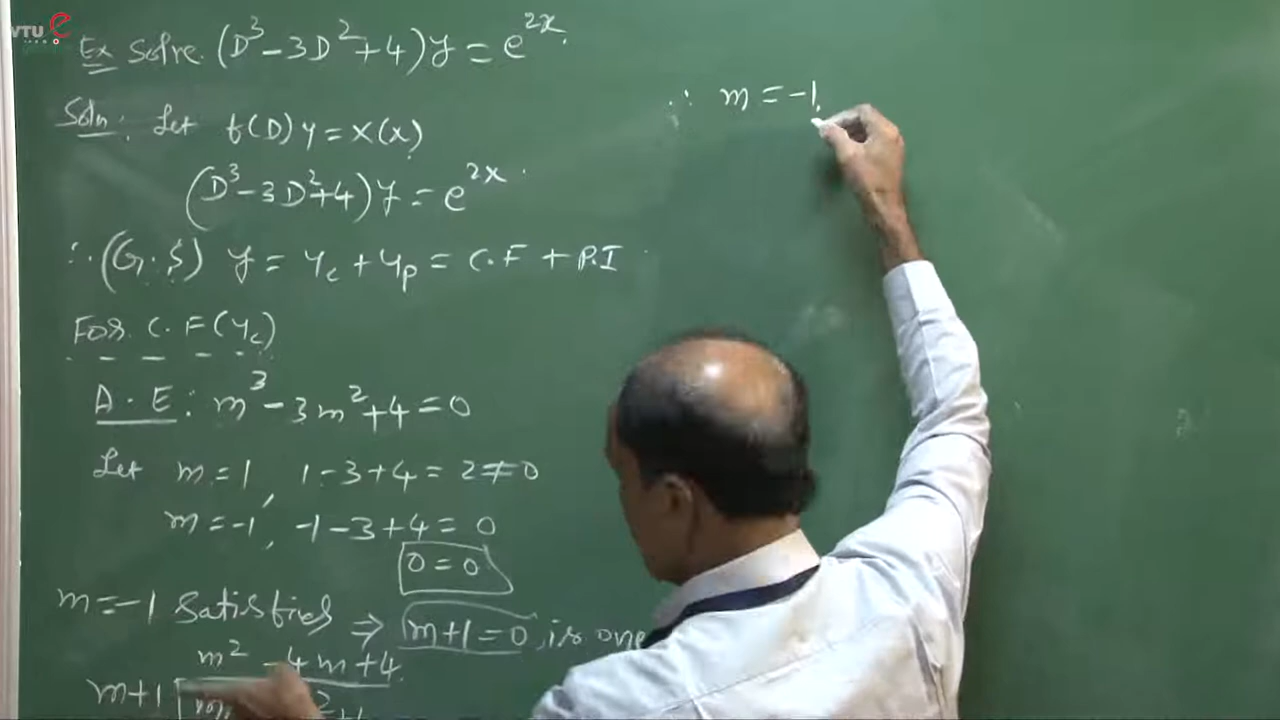 VTU e
Ex Solve. (D³-3D²+4)y = e^2x.
Soln: Let f(D)y = X(x)
(D³-3D²+4)y = e^2x.
∴ (G.S) y = y_c + y_p = C.F + P.I
For C.F(y_c)
A.E: m³-3m²+4=0
Let m=1, 1-3+4=2≠0
m=-1, -1-3+4=0
0=0
m=-1 Satisfies ⇒ m+1=0, is one
m²-4m+4
m+1
∴ m=-1,